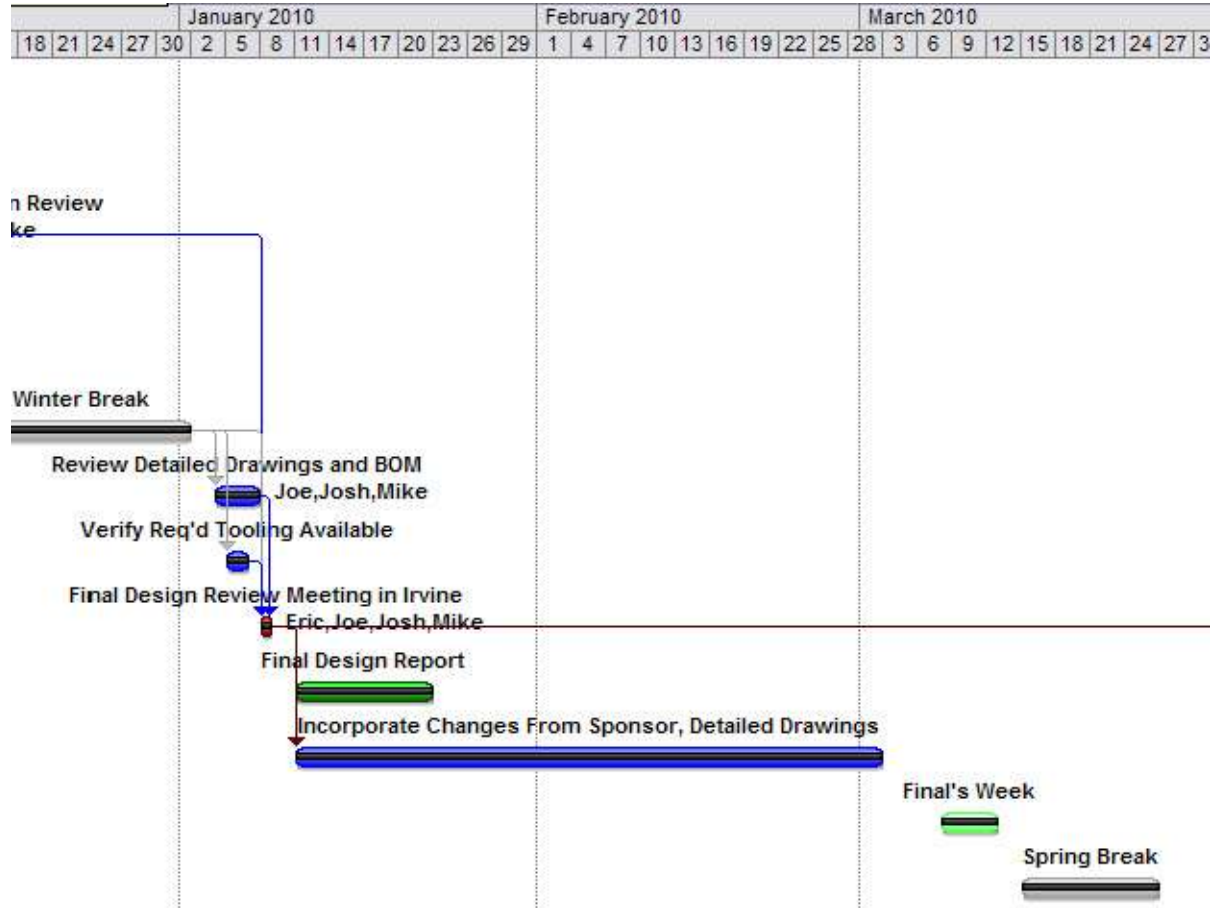 January 2010 February 2010 March 2010
18 21 24 27 30 2 5 8 11 14 17 20 23 26 29 1 4 7 10 13 16 19 22 25 28 3 6 9 12 15 18 21 24 27 3
n Review
ke
Winter Break
Review Detailed Drawings and BOM
Joe,Josh,Mike
Verify Req'd Tooling Available
Final Design Review Meeting in Irvine
Eric,Joe,Josh,Mike
Final Design Report
Incorporate Changes From Sponsor, Detailed Drawings
Final's Week
Spring Break